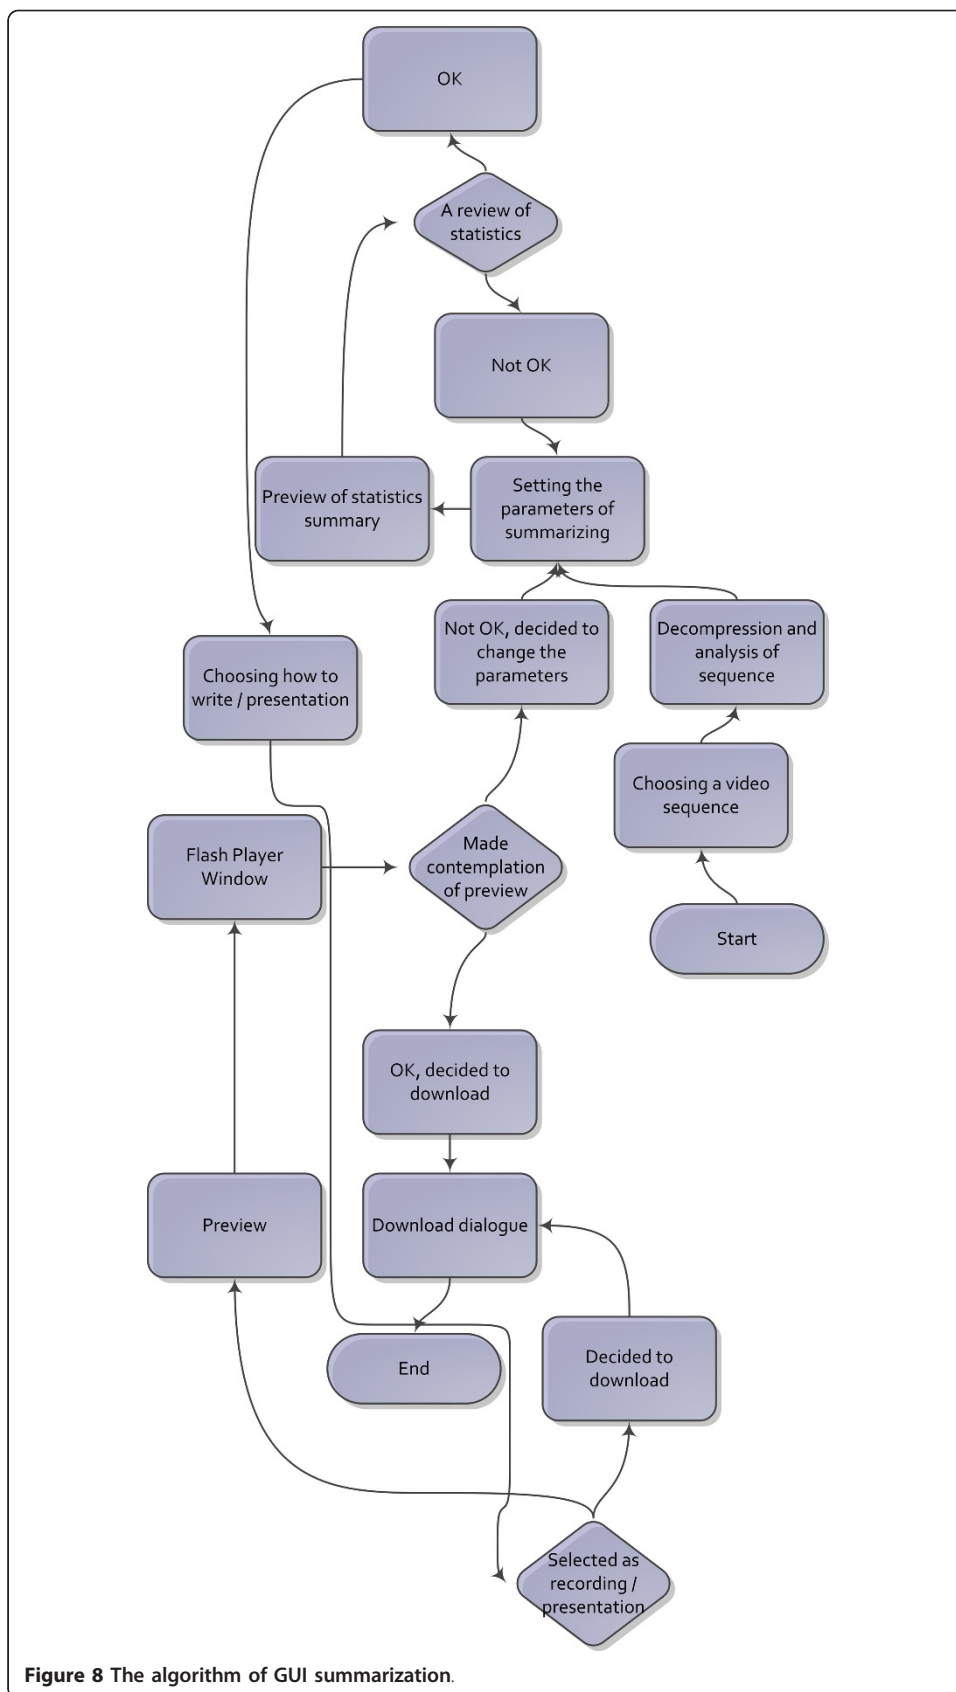 OK
A review of
statistics
Not OK
Preview of statistics
summary
Setting the
parameters of
summarizing
Not OK, decided to
change the
parameters
Decompression and
analysis of
sequence
Choosing how to
write / presentation
Choosing a video
sequence
Flash Player
Window
Made
contemplation
of preview
Start
OK, decided to
download
Preview
Download dialogue
End
Decided to
download
Selected as
recording /
presentation
Figure 8 The algorithm of GUI summarization.